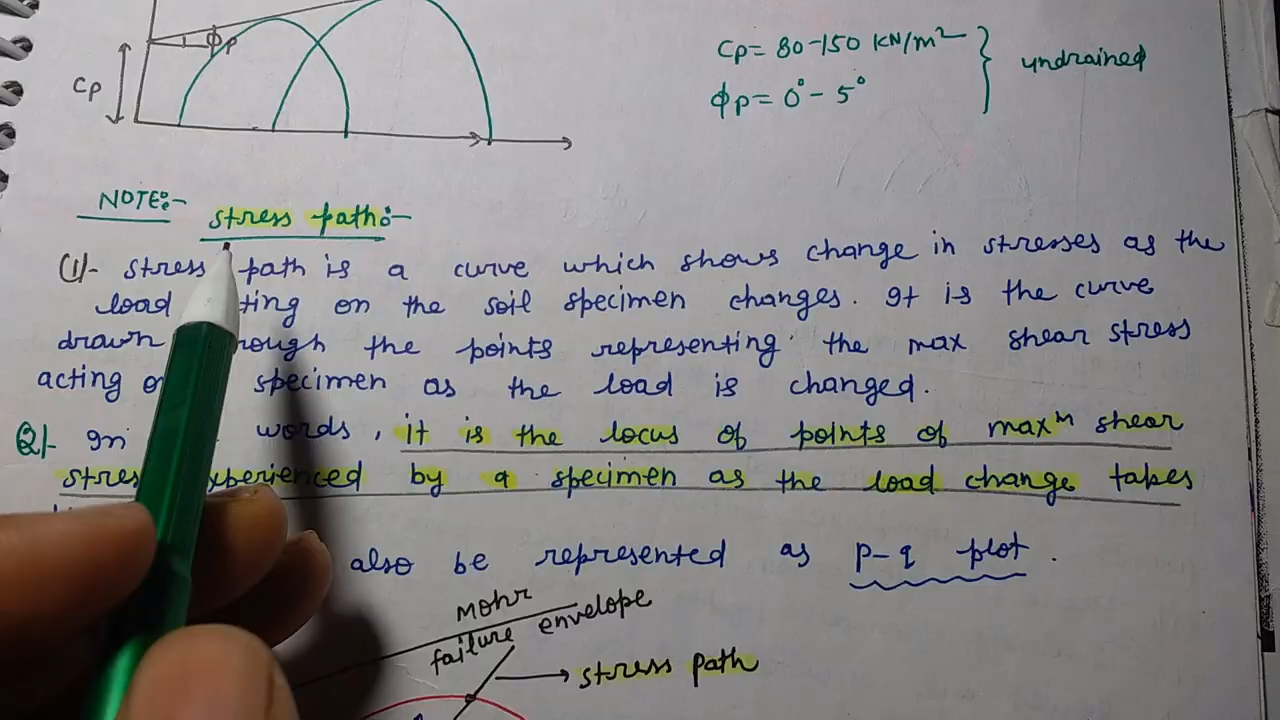 ϕp
Cp
Cp = 80-150 KN/m²
ϕp = 0° - 5°
undrained
NOTE:-
stress path:-
(1)- stress path is a curve which shows change in stresses as the
load ting on the soil specimen changes. It is the curve
drawn rough the points representing the max shear stress
acting o specimen as the load is changed.
2)- In words, it is the locus of points of maxᵐ shear
stres xperienced by a specimen as the load change takes
also be represented as p-q plot.
Mohr
failure envelope
stress path